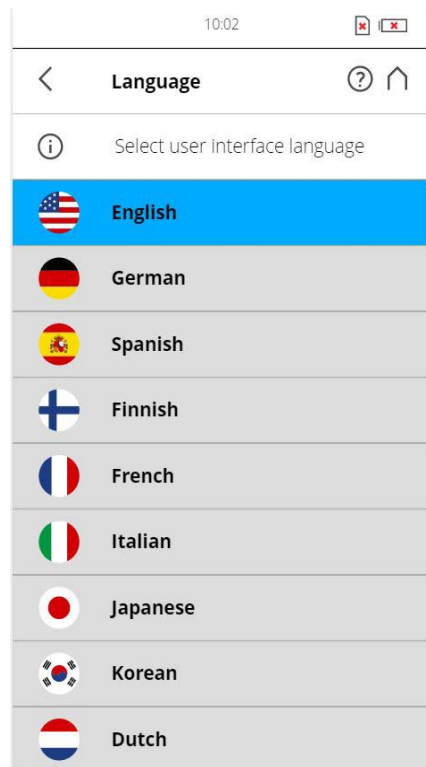 10:02
Language
Select user interface language
English
German
Spanish
Finnish
French
Italian
Japanese
Korean
Dutch